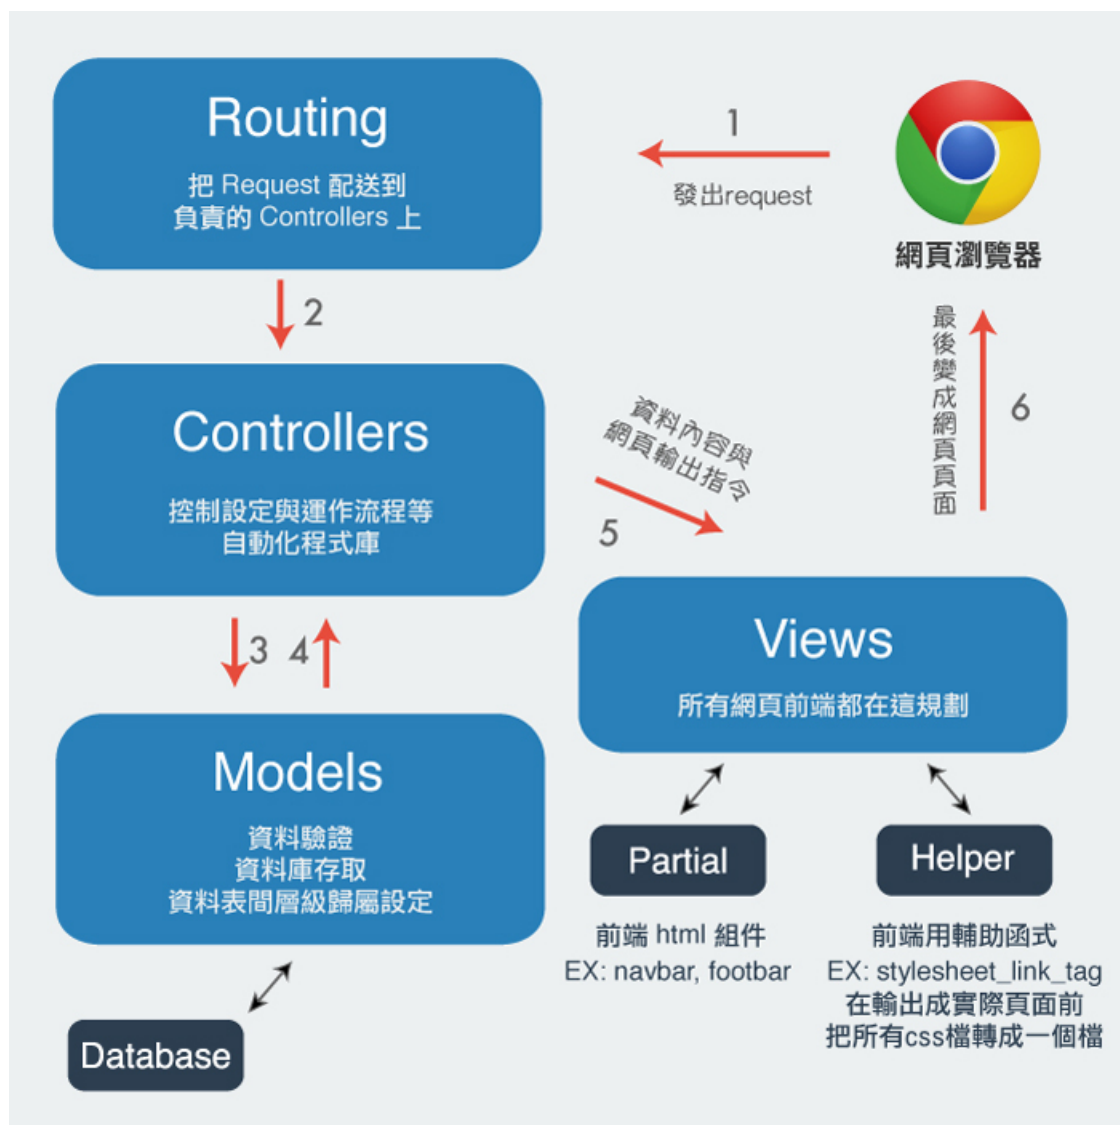 Routing
把 Request 配送到
負責的 Controllers 上
1
發出request
網頁瀏覽器
2
Controllers
控制設定與運作流程等
自動化程式庫
資料內容與
網頁輸出指令
5
最後變成網頁頁面
6
3
4
Views
所有網頁前端都在這規劃
Models
資料驗證
資料庫存取
資料表間層級歸屬設定
Partial
前端 html 組件
EX: navbar, footbar
Helper
前端用輔助函式
EX: stylesheet_link_tag
在輸出成實際頁面前
把所有css檔轉成一個檔
Database